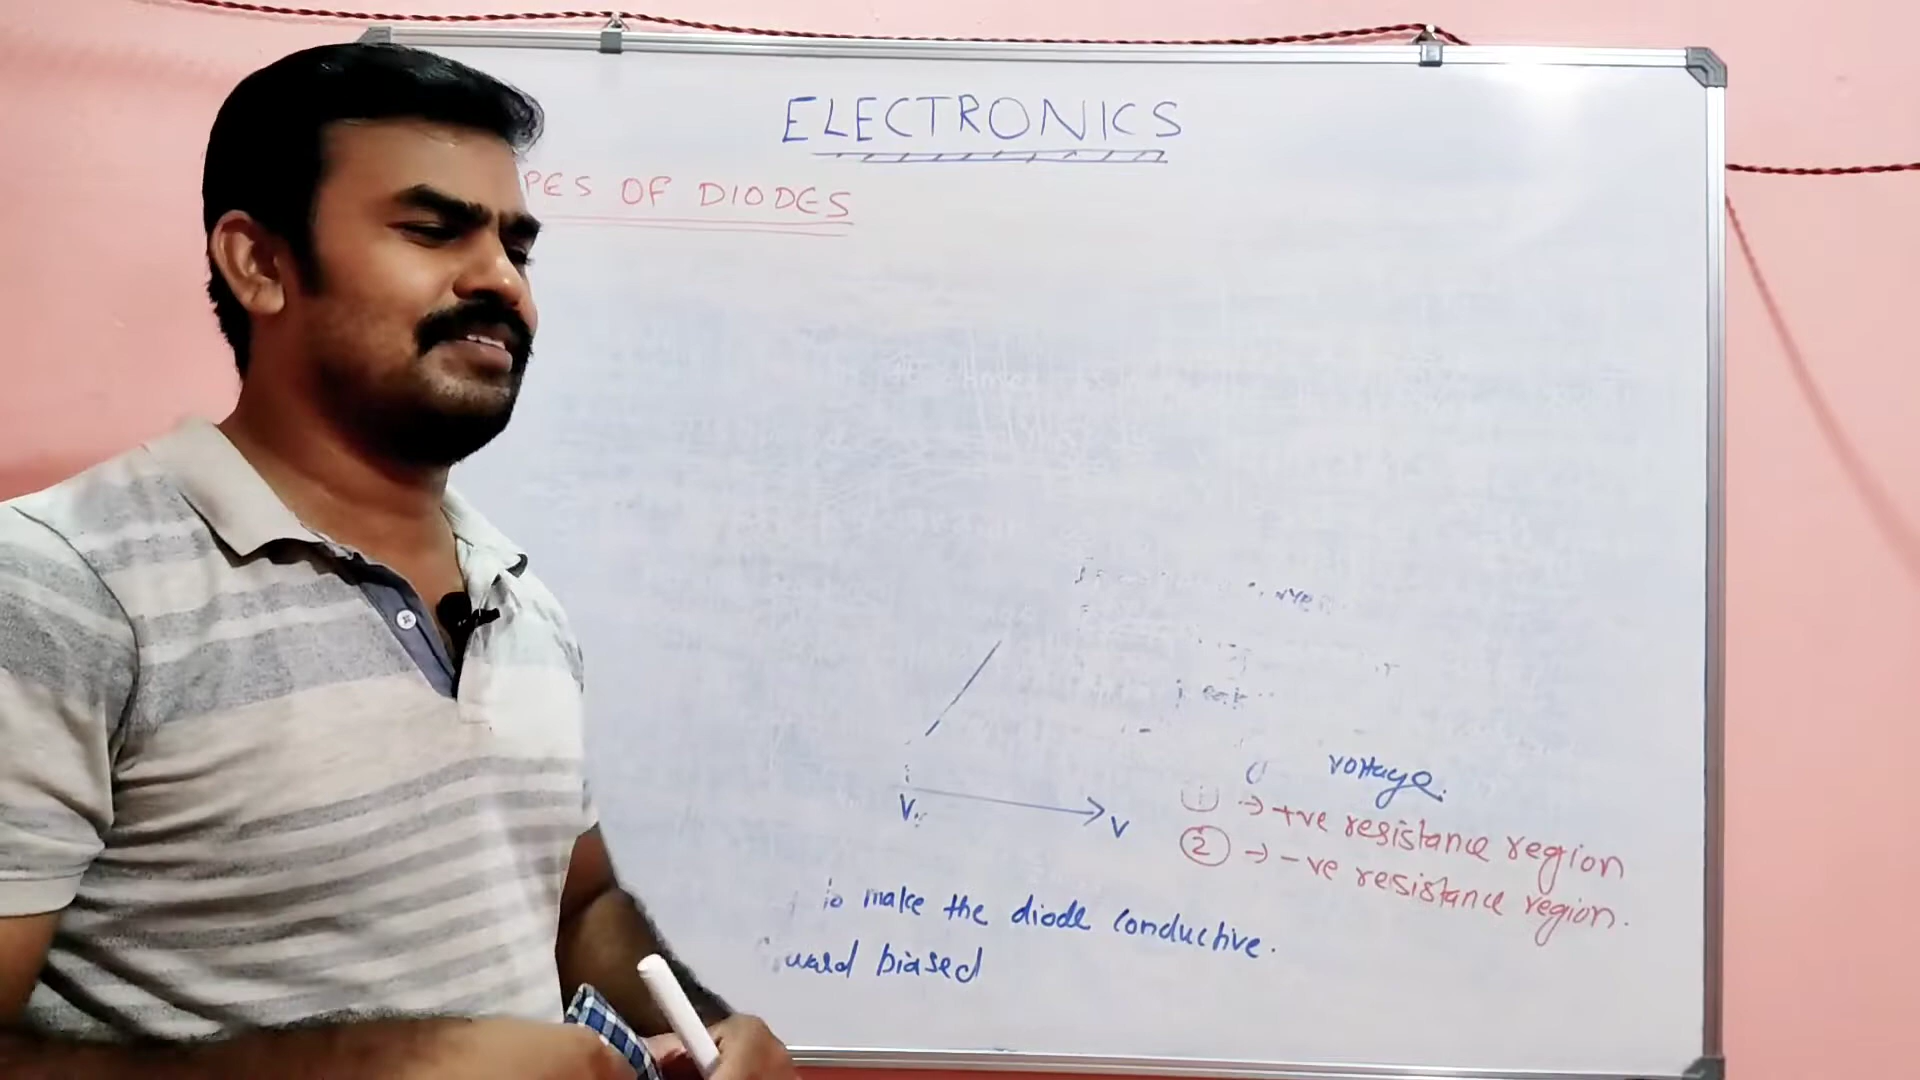 ELECTRONICS
PES OF DIODES
voltage.
V
V
1 → +ve resistance region
2 → -ve resistance region.
to make the diode conductive.
ward biased